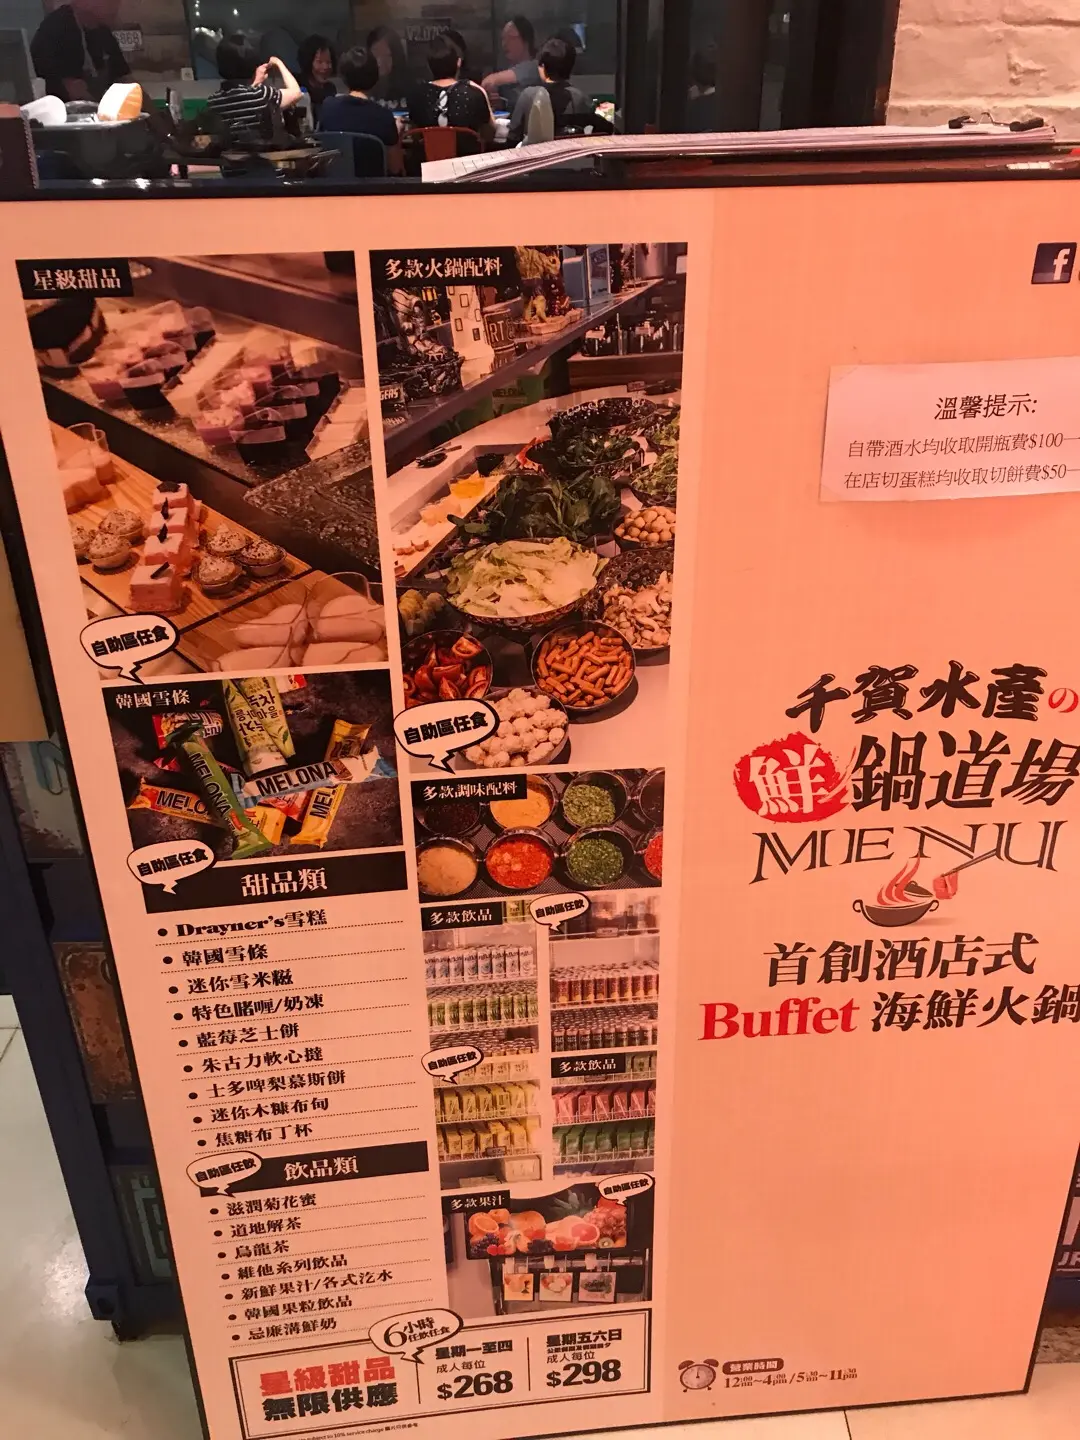 星級甜品
自助區任食
韓國雪條
MELONA
MELONA
自助區任食
甜品類
• Drayner's雪糕
• 韓國雪條
• 迷你雪米糍
• 特色啫喱/奶凍
• 藍莓芝士餅
• 朱古力軟心撻
• 士多啤梨慕斯餅
• 迷你木糠布甸
• 焦糖布丁杯
自助區任飲
飲品類
• 滋潤菊花蜜
• 道地解茶
• 烏龍茶
• 維他系列飲品
• 新鮮果汁/各式汽水
• 韓國果粒飲品
• 忌廉溝鮮奶
多款火鍋配料
自助區任食
多款調味配料
多款飲品
自助區任飲
自助區任飲
多款飲品
多款果汁
自助區任飲
6小時
任飲任食
星級甜品
無限供應
星期一至四
成人每位
$268
星期五六日
成人每位
$298
f
溫馨提示:
自帶酒水均收取開瓶費$100
在店切蛋糕均收取切餅費$50
千賀水產の
鮮鍋道場
MENU
首創酒店式
Buffet 海鮮火鍋
營業時間
12:00nn~4:00pm/5:30nn~11:30pm